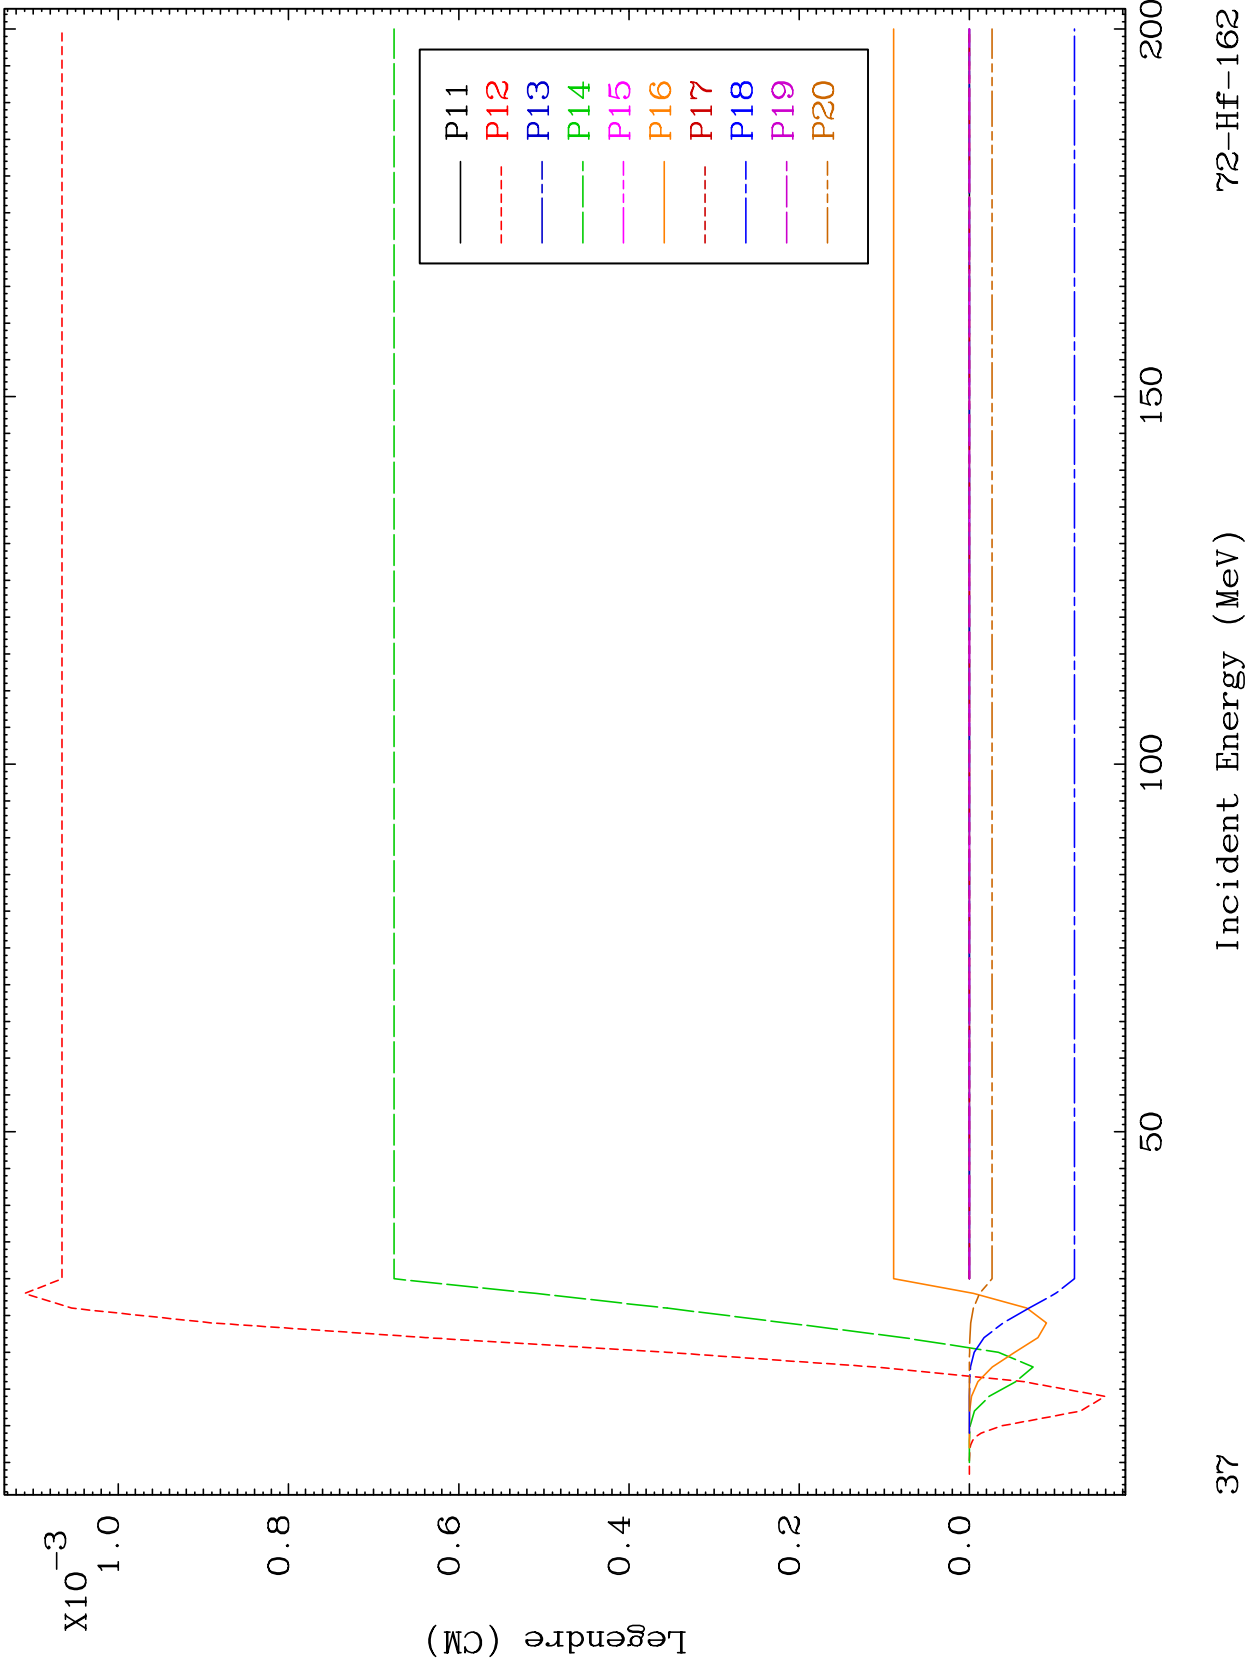 X10-3
1.0
0.8
0.6
0.4
0.2
0.0
Legendre (CM)
P11
P12
P13
P14
P15
P16
P17
P18
P19
P20
50
100
150
200
37
Incident Energy (MeV)
72-Hf-162